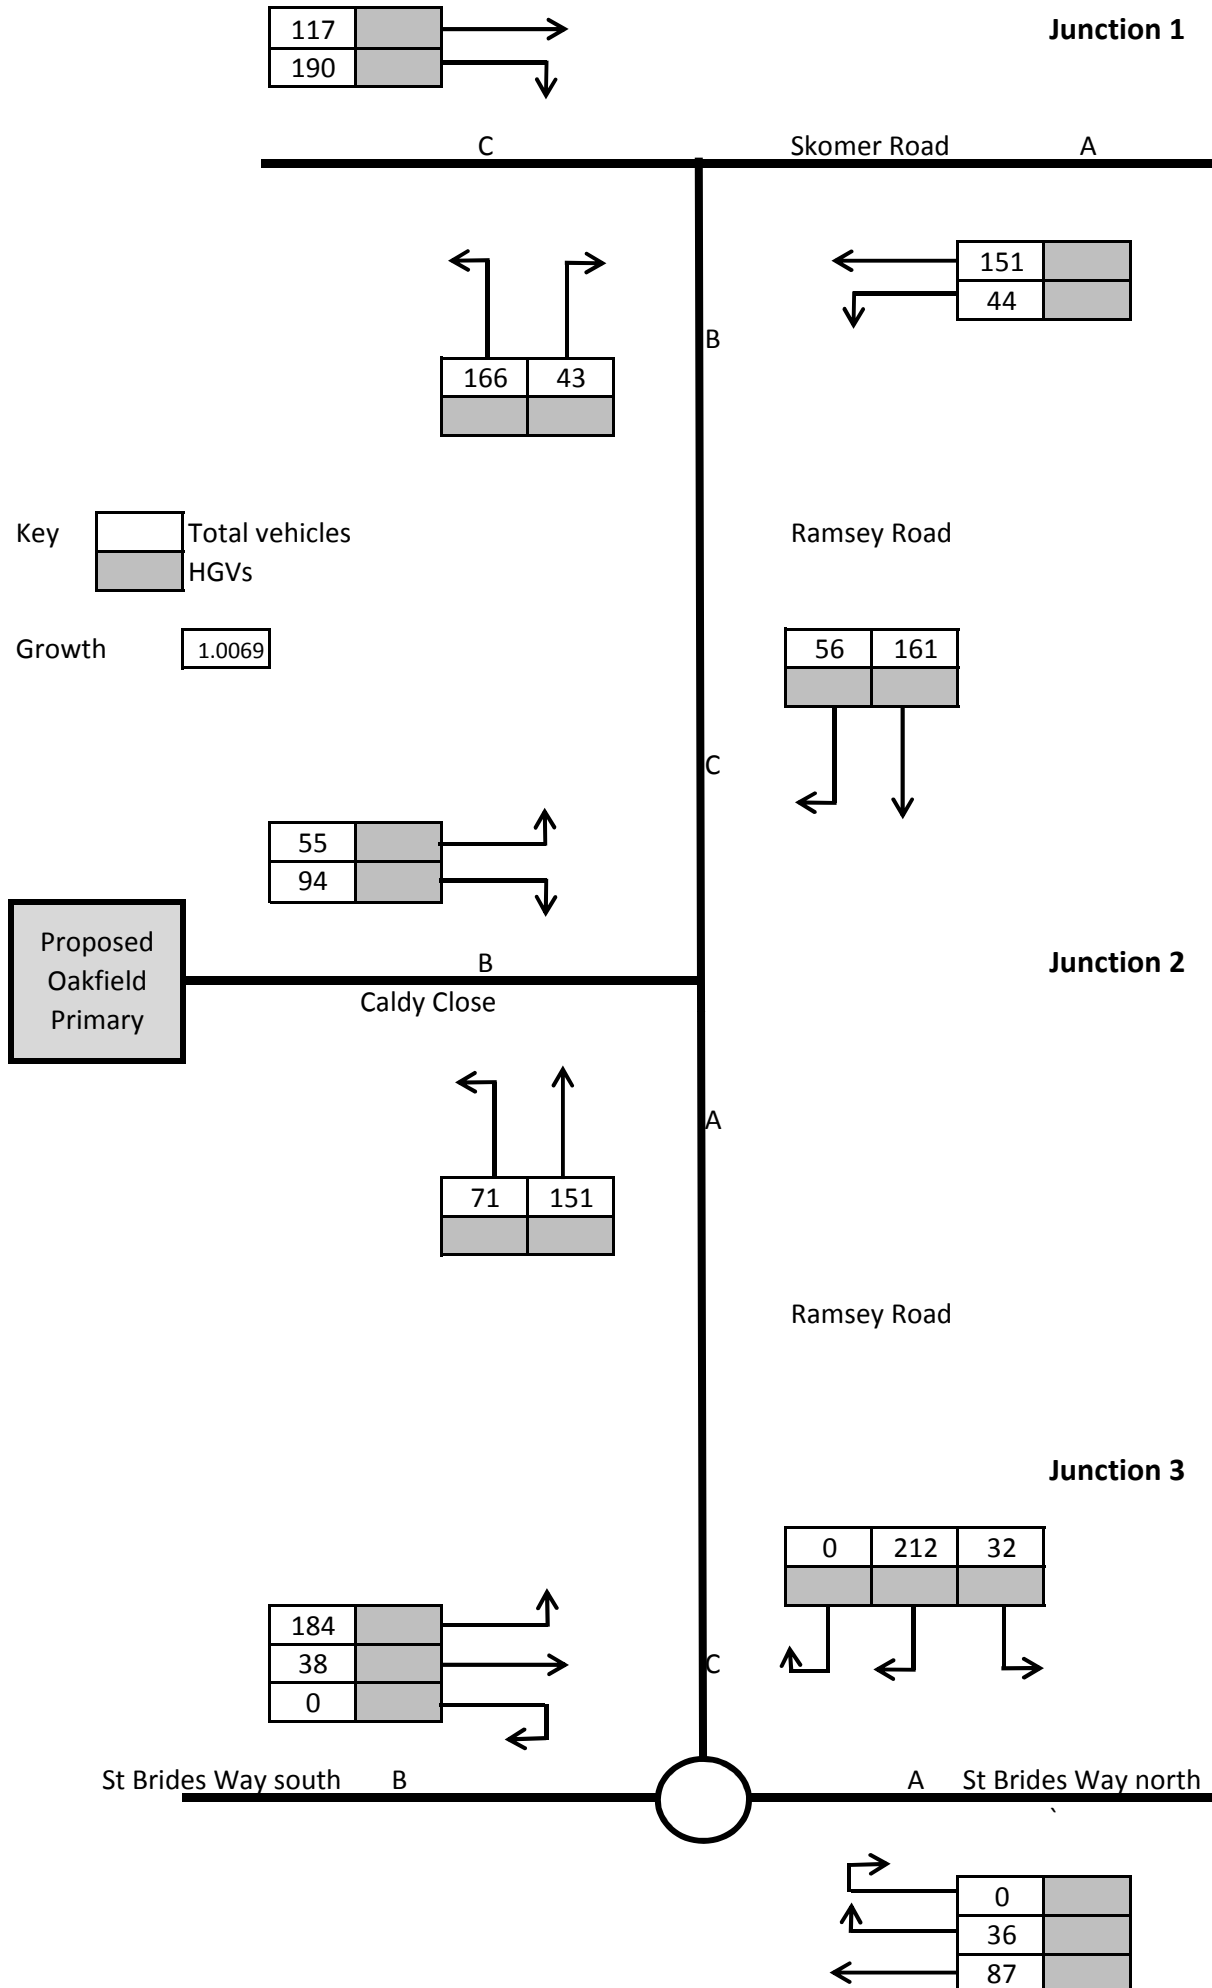 117
Junction 1
190
C Skomer Road A
151
44
B
166 43
Key Total vehicles
HGVs
Ramsey Road
Growth 1.0069
56 161
C
55
94
Proposed
Oakfield
Primary
B
Junction 2
Caldy Close
A
71 151
Ramsey Road
Junction 3
0 212 32
184
38
0
C
St Brides Way south B A St Brides Way north
`
0
36
87